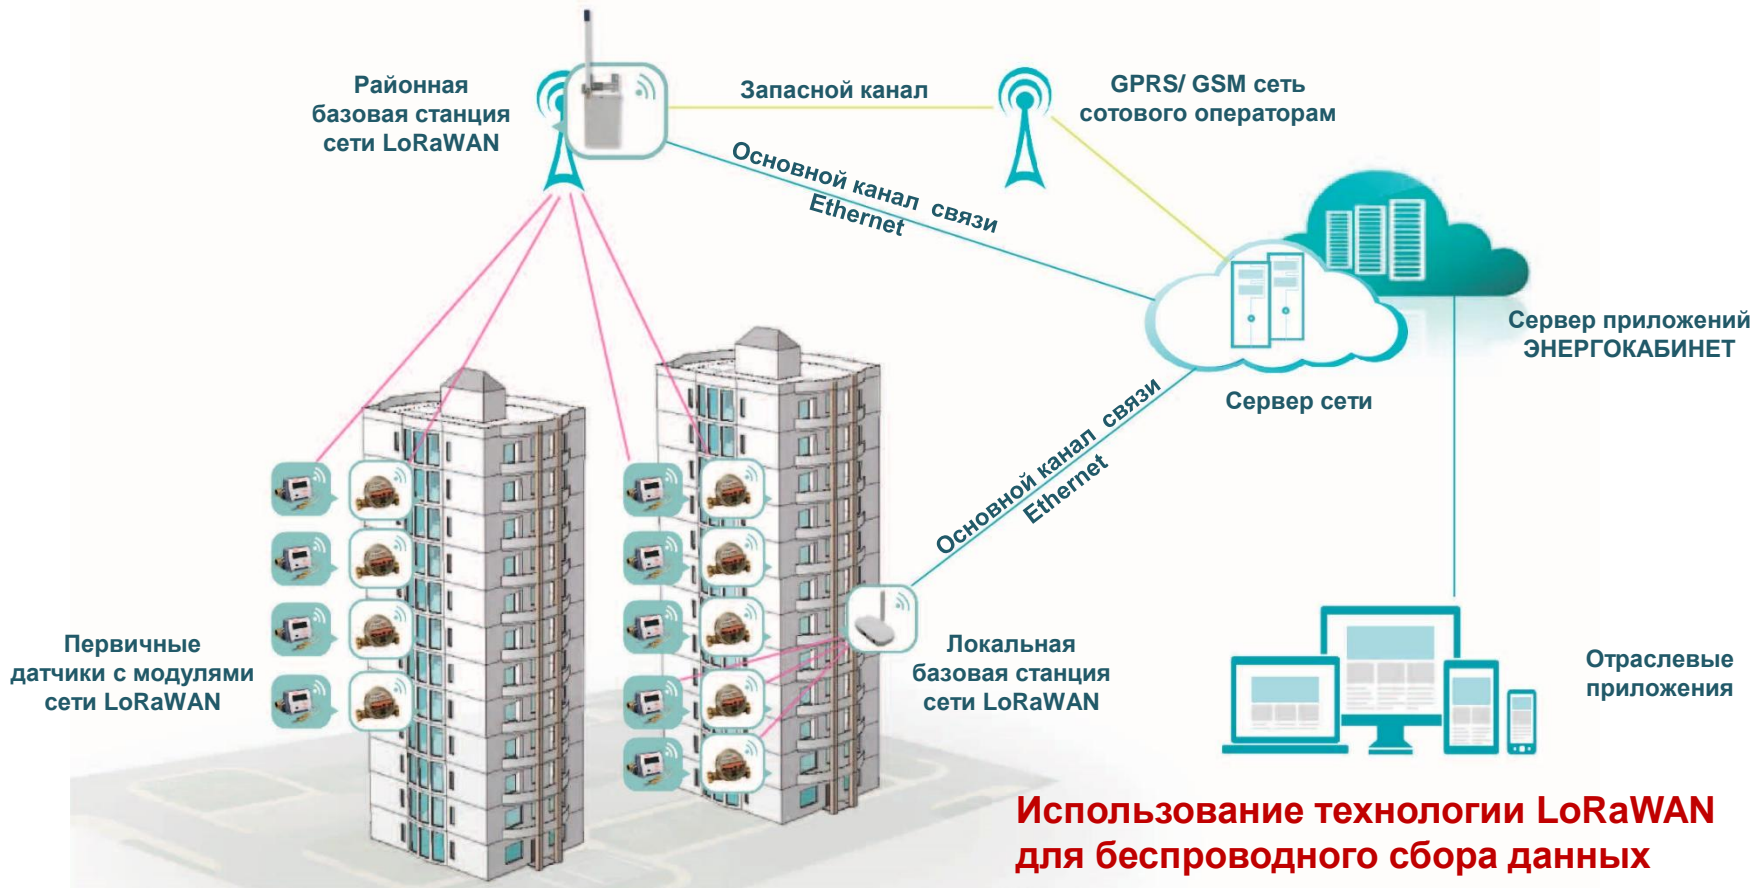 Районная
базовая станция
сети LoRaWAN
Запасной канал
GPRS/ GSM сеть
сотового операторам
Основной канал связи
Ethernet
Сервер приложений
ЭНЕРГОКАБИНЕТ
Сервер сети
Основной канал связи
Ethernet
Первичные
датчики с модулями
сети LoRaWAN
Локальная
базовая станция
сети LoRaWAN
Отраслевые
приложения
Использование технологии LoRaWAN
для беспроводного сбора данных